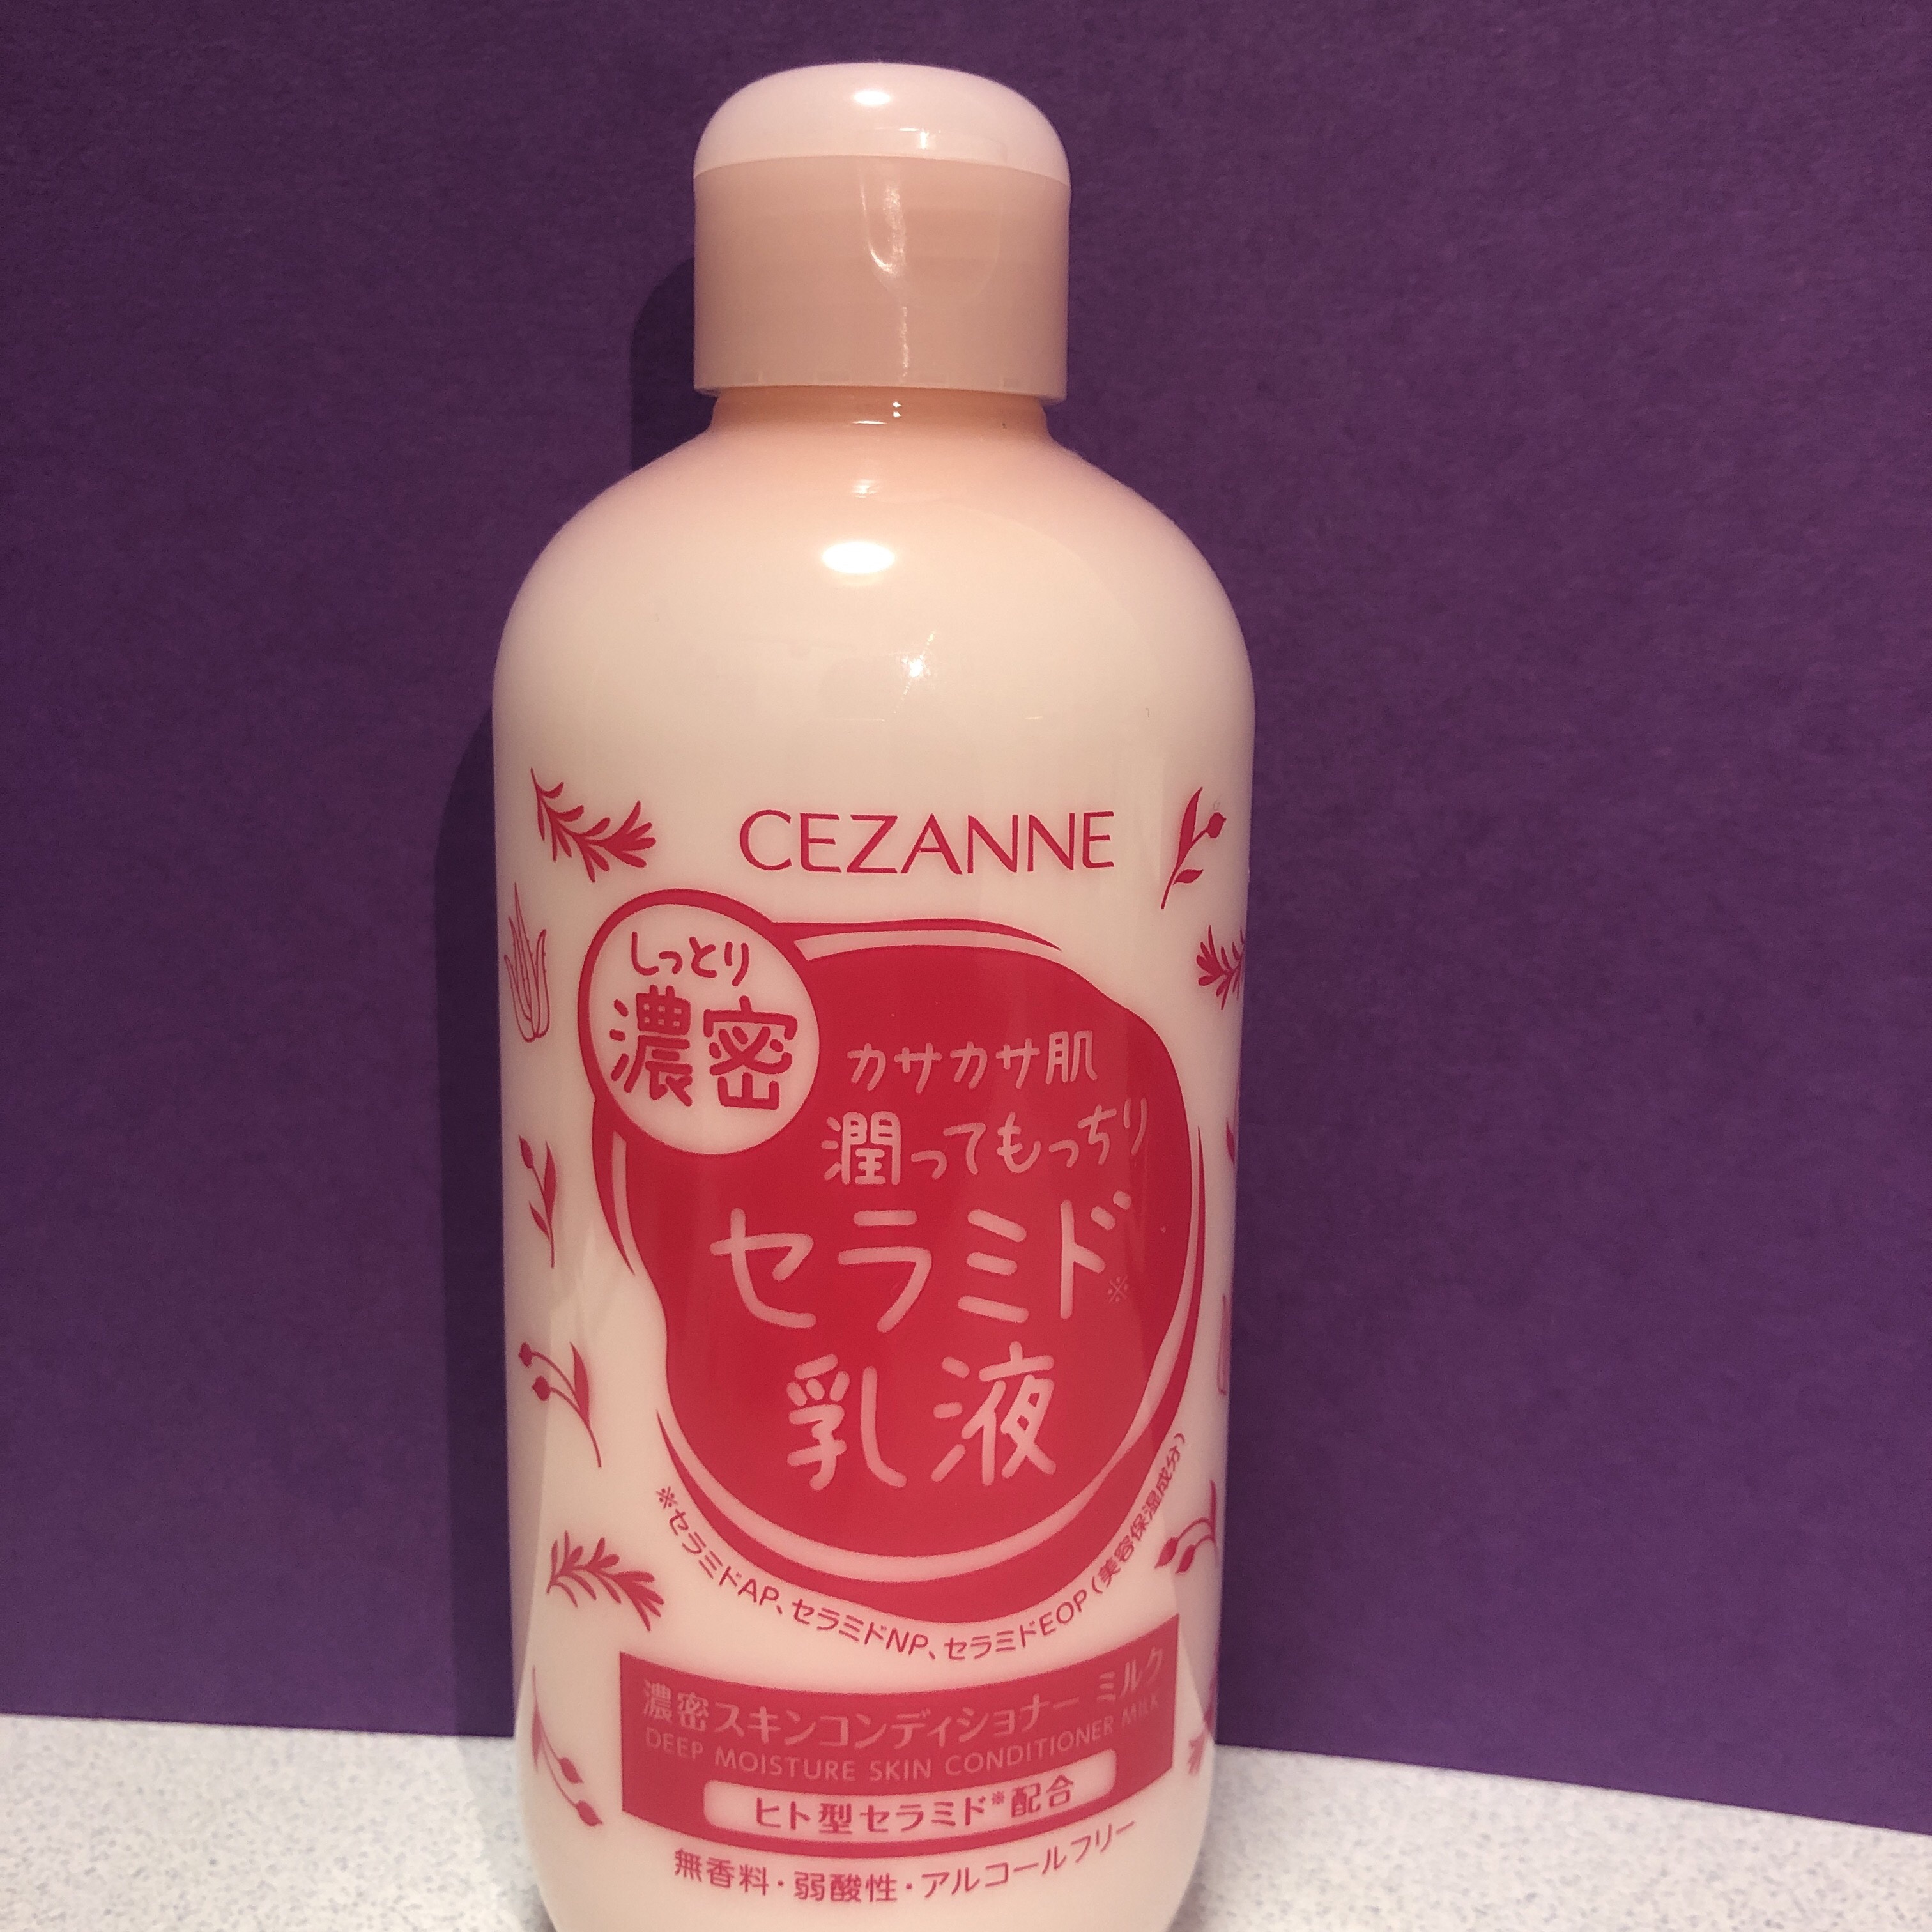 CEZANNE
しっとり
濃密
カサカサ肌
潤ってもっちり
セラミド※
乳液
※セラミドAP、セラミドNP、セラミドEOP(美容保湿成分)
濃密スキンコンディショナー ミルク
DEEP MOISTURE SKIN CONDITIONER MILK
ヒト型セラミド※配合
無香料・弱酸性・アルコールフリー